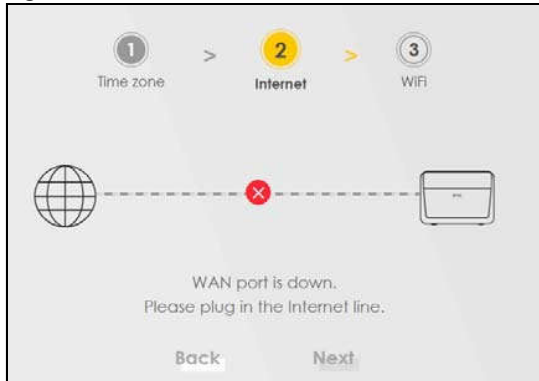 1 > 2 > 3
Time zone Internet WiFi
WAN port is down.
Please plug in the Internet line.
Back Next